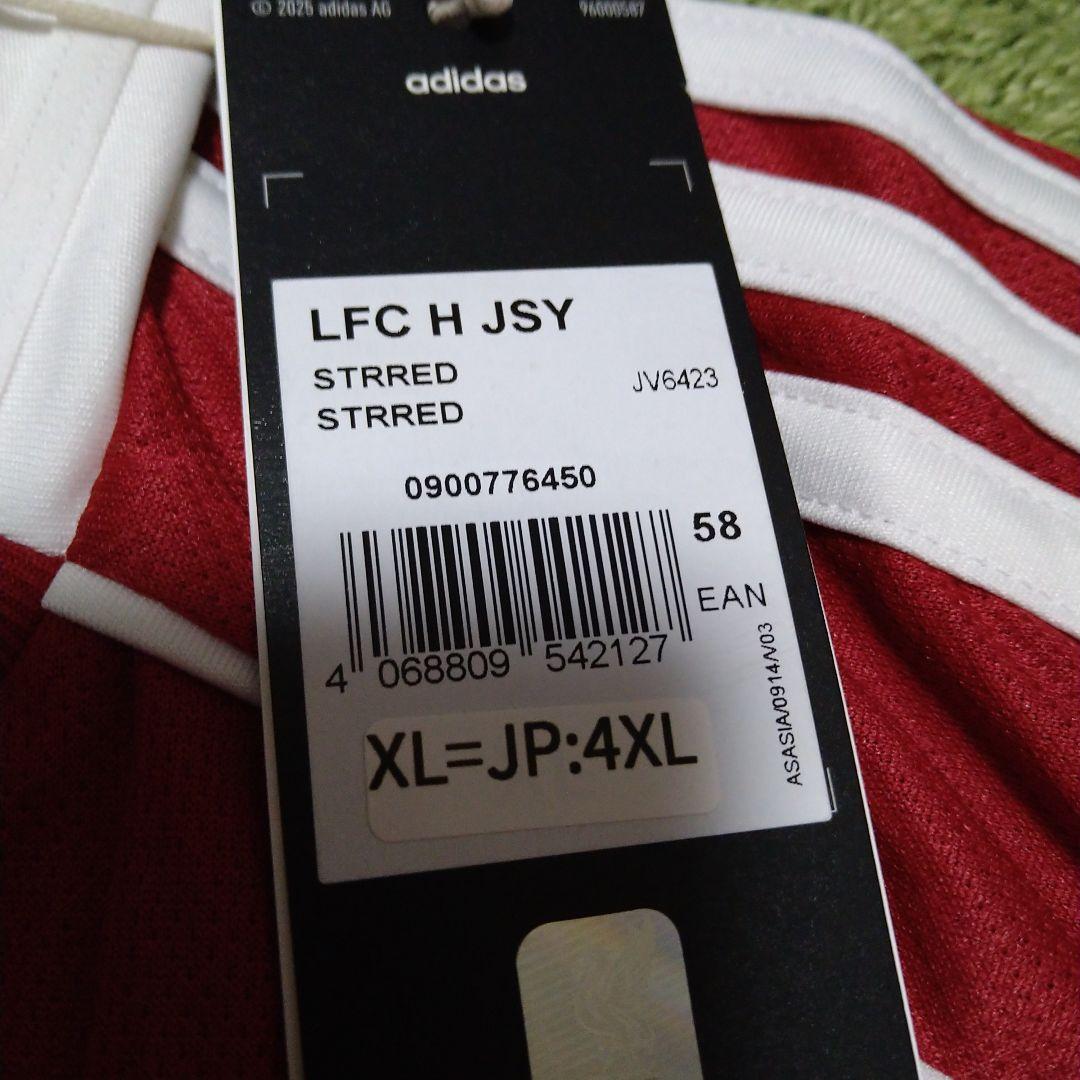 © 2025 adidas AG 96000587
adidas
LFC H JSY
STRRED JV6423
STRRED
0900776450
58
EAN
4 068809 542127
XL=JP:4XL
ASASIA/0914/V03